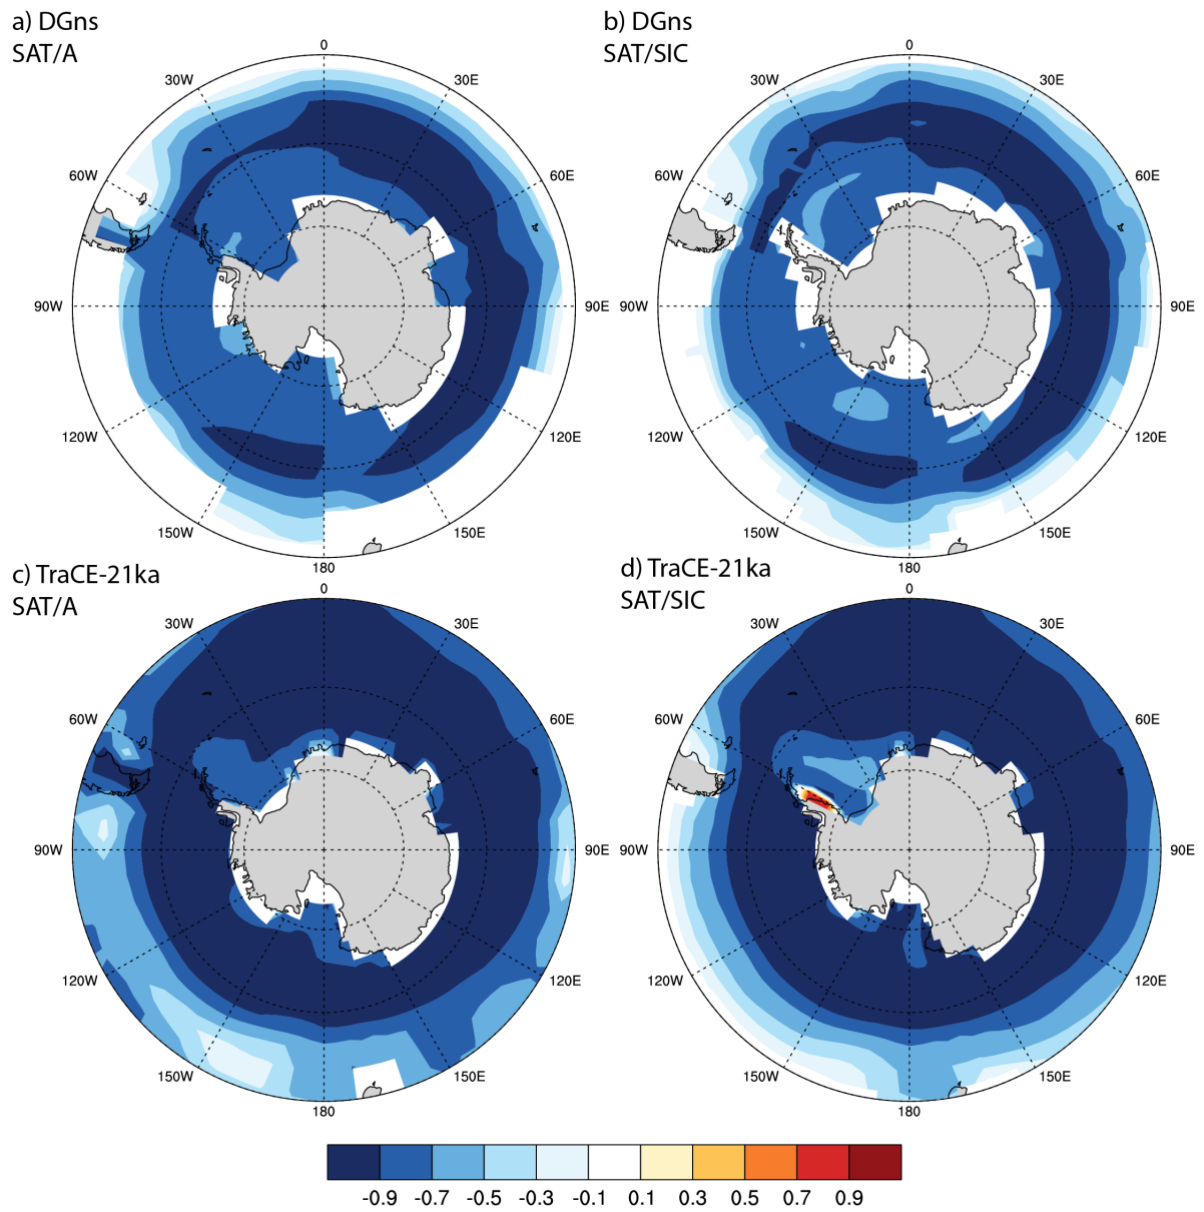 a) DGns
SAT/A
0
30W
30E
60W
60E
90W
90E
120W
120E
150W
150E
180
b) DGns
SAT/SIC
0
30W
30E
60W
60E
90W
90E
120W
120E
150W
150E
180
c) TraCE-21ka
SAT/A
0
30W
30E
60W
60E
90W
90E
120W
120E
150W
150E
180
d) TraCE-21ka
SAT/SIC
0
30W
30E
60W
60E
90W
90E
120W
120E
150W
150E
180
-0.9 -0.7 -0.5 -0.3 -0.1 0.1 0.3 0.5 0.7 0.9